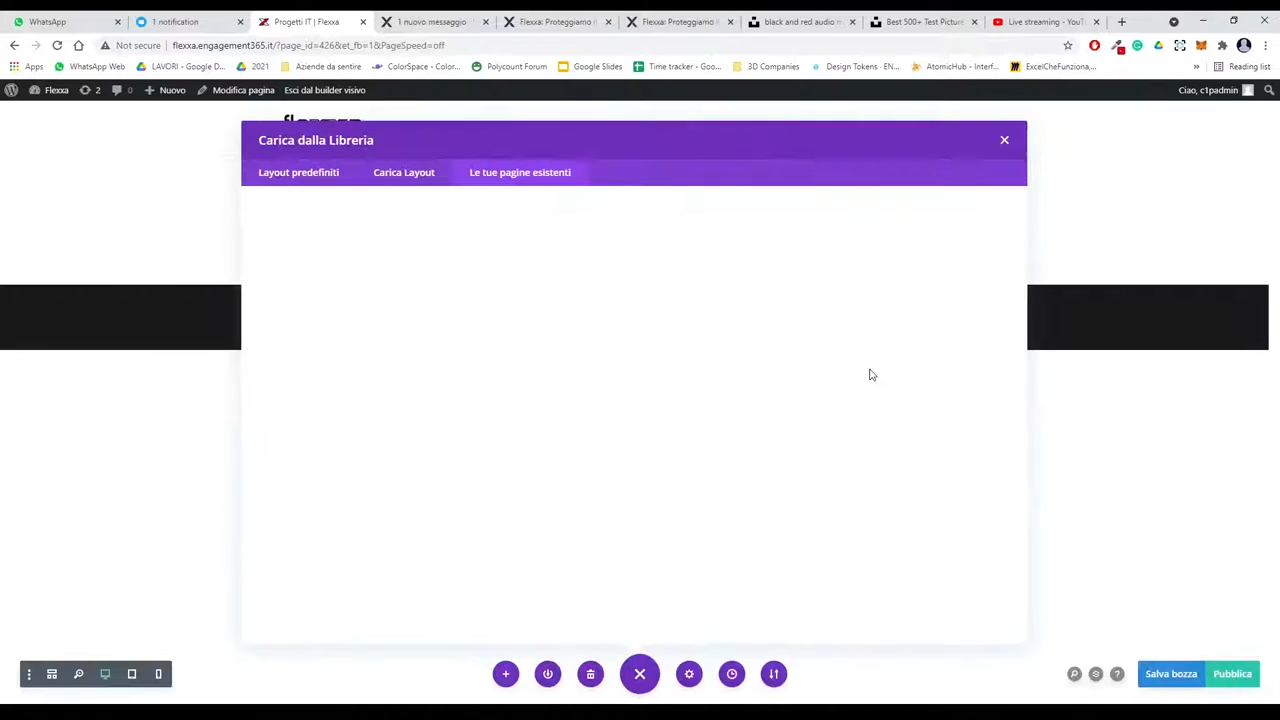 WhatsApp
1 notification
Progetti IT | Flexxa
1 nuovo messaggio
Flexxa: Proteggiamo i
Flexxa: Proteggiamo i
black and red audio m
Best 500+ Test Picture
Live streaming - YouT
Not secure
flexxa.engagement365.it/?page_id=426&et_fb=1&PageSpeed=off
Apps
WhatsApp Web
LAVORI - Google D...
2021
Aziende da sentire
ColorSpace - Color...
Polycount Forum
Google Slides
Time tracker - Goo...
3D Companies
Design Tokens · EN...
AtomicHub - Interf...
ExcelCheFunziona,...
»
Reading list
Flexxa
2
0
Nuovo
Modifica pagina
Esci dal builder visivo
Ciao, c1padmin
Carica dalla Libreria
Layout predefiniti
Carica Layout
Le tue pagine esistenti
Salva bozza
Pubblica